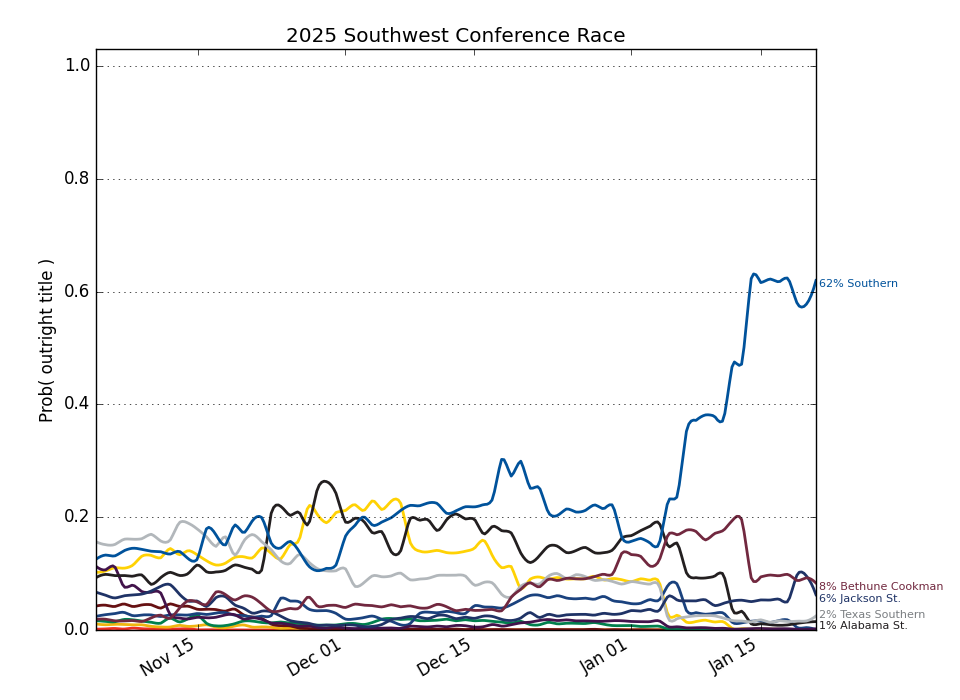 2025 Southwest Conference Race
Prob( outright title )
1.0
0.8
0.6
0.4
0.2
0.0
62% Southern
8% Bethune Cookman
6% Jackson St.
2% Texas Southern
1% Alabama St.
Nov 15
Dec 01
Dec 15
Jan 01
Jan 15